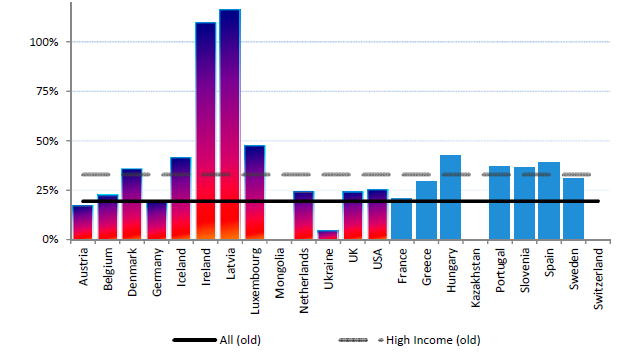 100%
75%
50%
25%
0%
Austria
Belgium
Denmark
Germany
Iceland
Ireland
Latvia
Luxembourg
Mongolia
Netherlands
Ukraine
UK
USA
France
Greece
Hungary
Kazakhstan
Portugal
Slovenia
Spain
Sweden
Switzerland
All (old)
High Income (old)